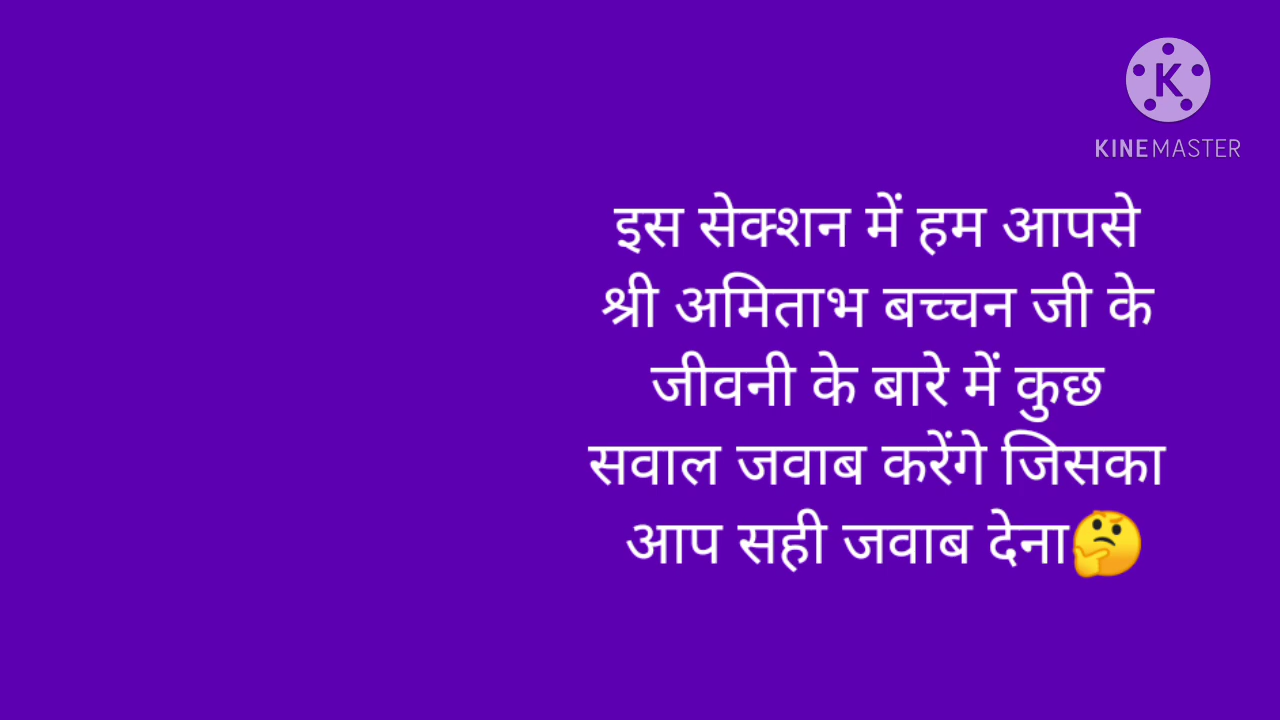 KINEMASTER
इस सेक्शन में हम आपसे
श्री अमिताभ बच्चन जी के
जीवनी के बारे में कुछ
सवाल जवाब करेंगे जिसका
आप सही जवाब देना🤔